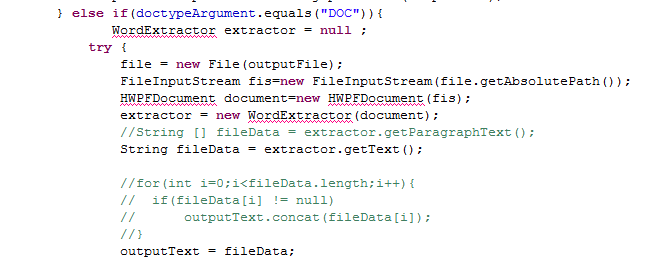 } else if(doctypeArgument.equals("DOC")){
WordExtractor extractor = null ;
try {
file = new File(outputFile);
FileInputStream fis=new FileInputStream(file.getAbsolutePath());
HWPFDocument document=new HWPFDocument(fis);
extractor = new WordExtractor(document);
//String [] fileData = extractor.getParagraphText();
String fileData = extractor.getText();
//for(int i=0;i<fileData.length;i++){
//  if(fileData[i] != null)
//      outputText.concat(fileData[i]);
//}
outputText = fileData;